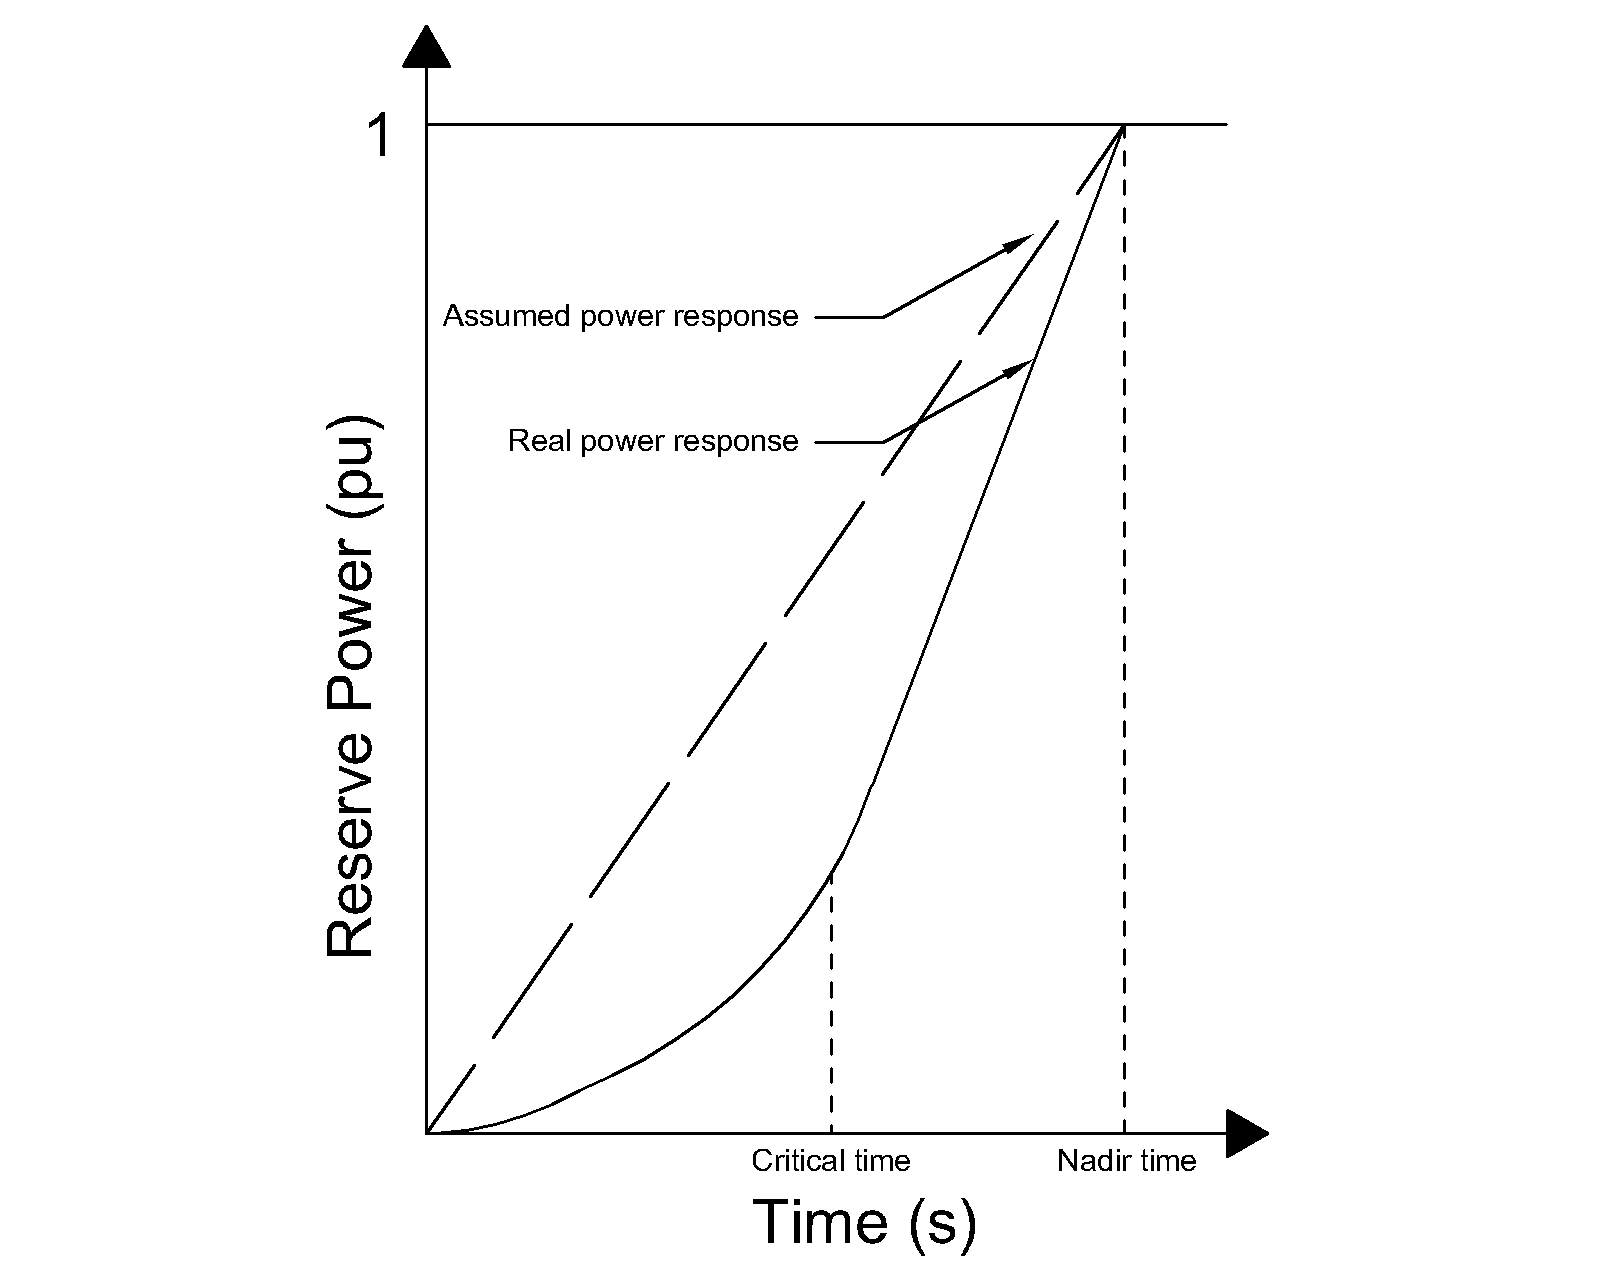 1
Assumed power response
Real power response
Reserve Power (pu)
Critical time
Nadir time
Time (s)